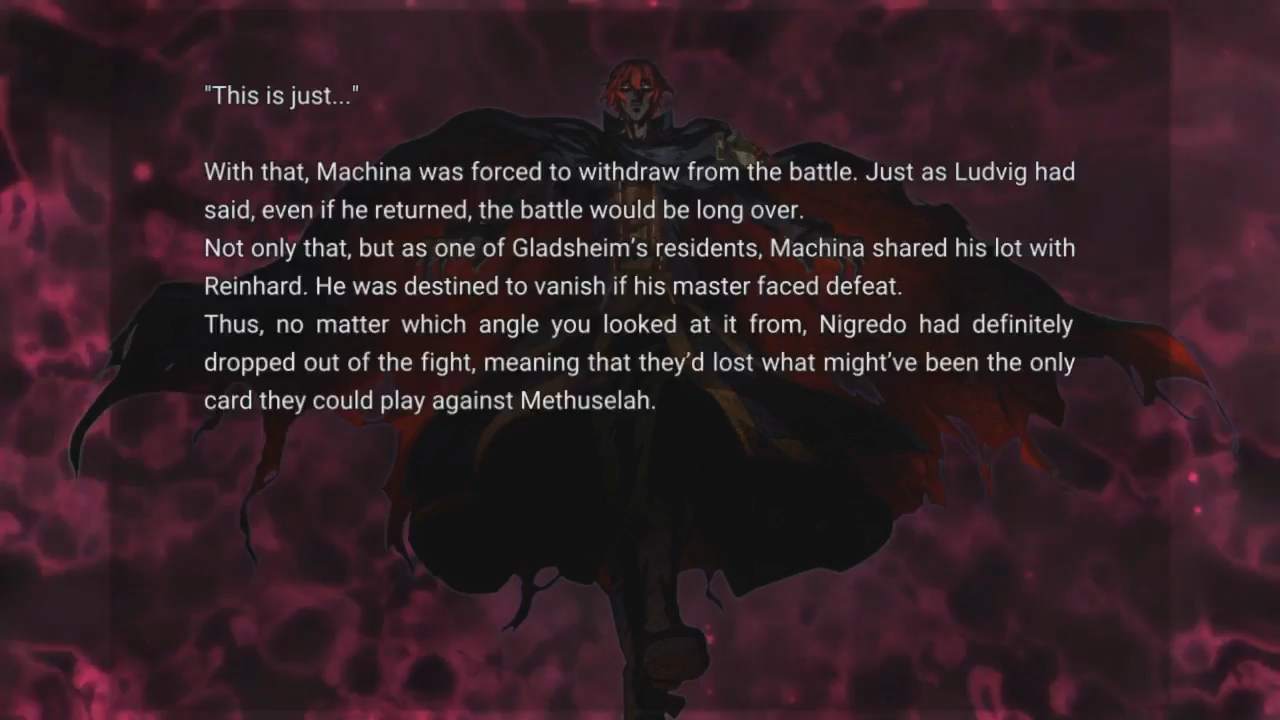 "This is just..."
With that, Machina was forced to withdraw from the battle. Just as Ludvig had
said, even if he returned, the battle would be long over.
Not only that, but as one of Gladsheim’s residents, Machina shared his lot with
Reinhard. He was destined to vanish if his master faced defeat.
Thus, no matter which angle you looked at it from, Nigredo had definitely
dropped out of the fight, meaning that they’d lost what might’ve been the only
card they could play against Methuselah.